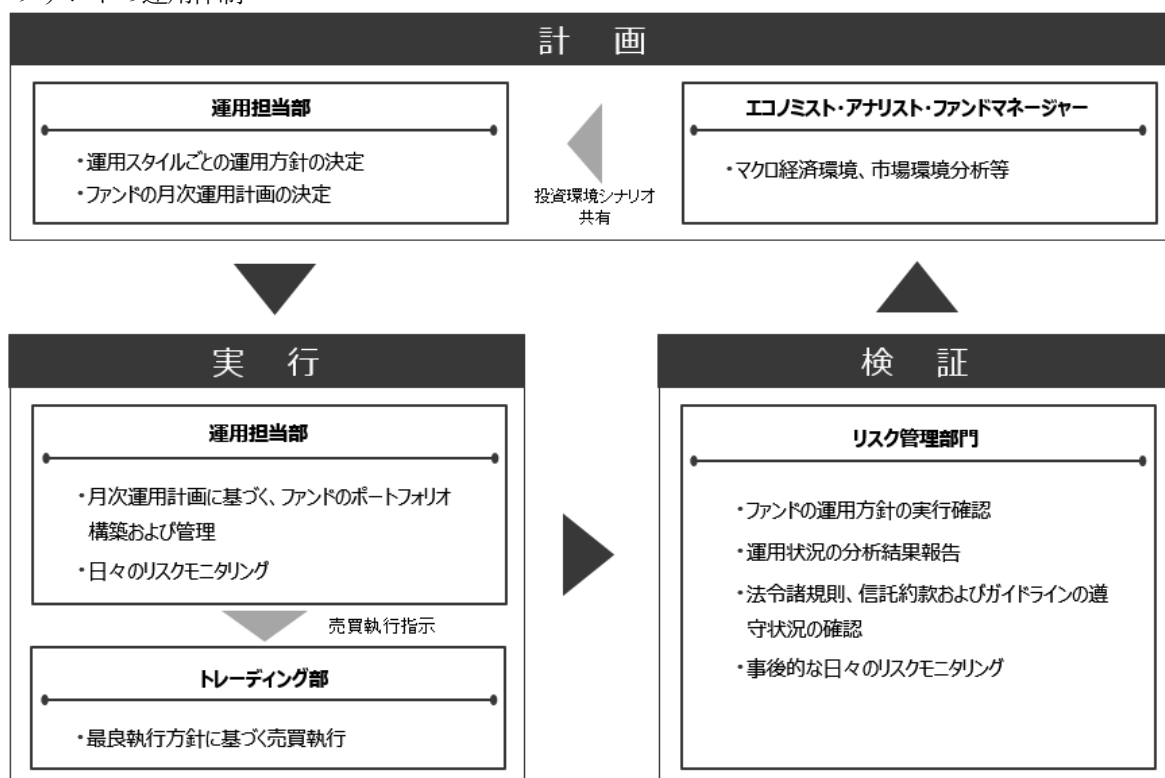 計 画
運用担当部
・運用スタイルごとの運用方針の決定
・ファンドの月次運用計画の決定
投資環境シナリオ
共有
エコノミスト・アナリスト・ファンドマネージャー
・マクロ経済環境、市場環境分析等
実 行
運用担当部
・月次運用計画に基づく、ファンドのポートフォリオ
構築および管理
・日々のリスクモニタリング
売買執行指示
トレーディング部
・最良執行方針に基づく売買執行
検 証
リスク管理部門
・ファンドの運用方針の実行確認
・運用状況の分析結果報告
・法令諸規則、信託約款およびガイドラインの遵
守状況の確認
・事後的な日々のリスクモニタリング